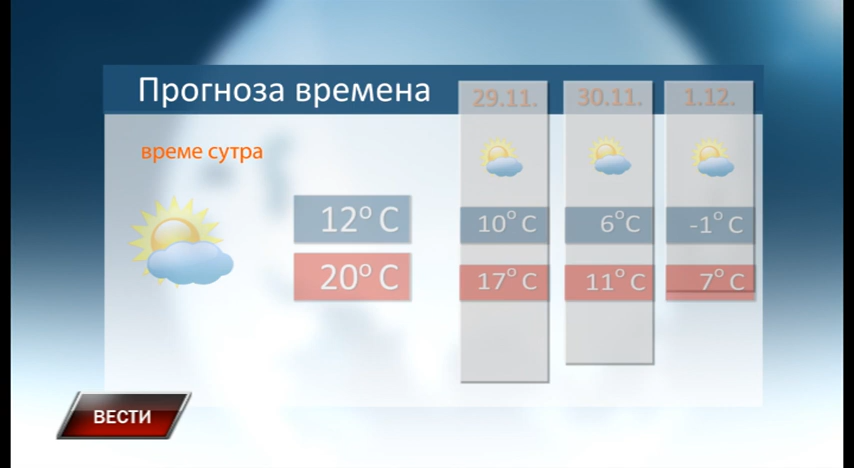 Прогноза времена
29.11. 30.11. 1.12.
време сутра
12° C 10° C 6°C -1° C
20° C 17° C 11° C 7° C
ВЕСТИ